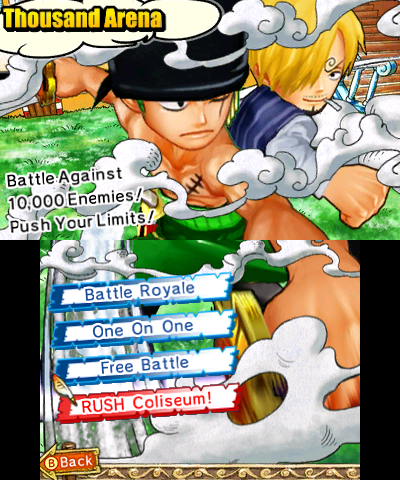 Thousand Arena
Battle Against
10,000 Enemies!
Push Your Limits!
Battle Royale
One On One
Free Battle
RUSH Coliseum!
B Back